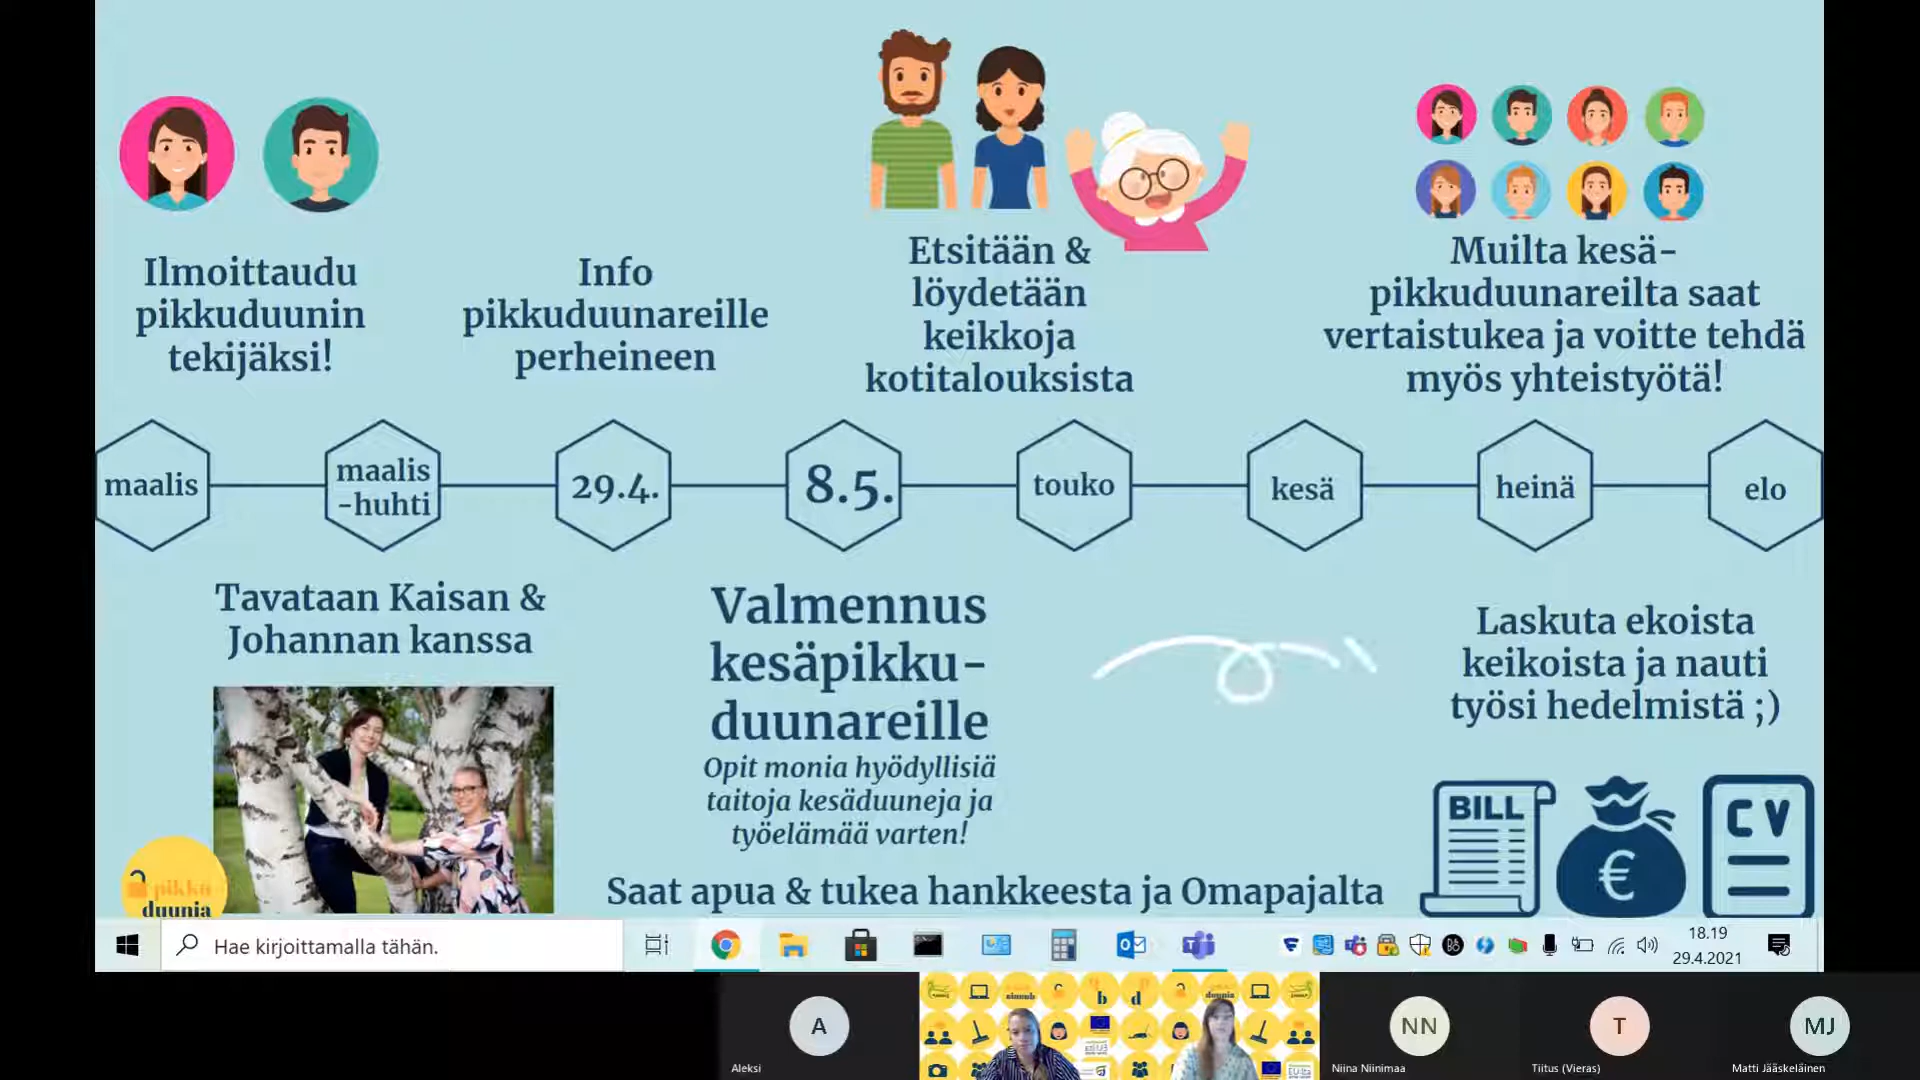 Ilmoittaudu
pikkuduunin
tekijäksi!
Info
pikkuduunareille
perheineen
Etsitään &
löydetään
keikkoja
kotitalouksista
Muilta kesä-
pikkuduunareilta saat
vertaistukea ja voitte tehdä
myös yhteistyötä!
maalis
maalis
-huhti
29.4.
8.5.
touko
kesä
heinä
elo
Tavataan Kaisan &
Johannan kanssa
Valmennus
kesäpikku-
duunareille
Opit monia hyödyllisiä
taitoja kesäduuneja ja
työelämää varten!
Laskuta ekoista
keikoista ja nauti
työsi hedelmistä ;)
BILL
€
CV
pikku
duunia
Saat apua & tukea hankkeesta ja Omapajalta
Hae kirjoittamalla tähän.
18.19
29.4.2021
A
Aleksi
NN
Niina Niinimaa
T
Tiitus (Vieras)
MJ
Matti Jääskeläinen